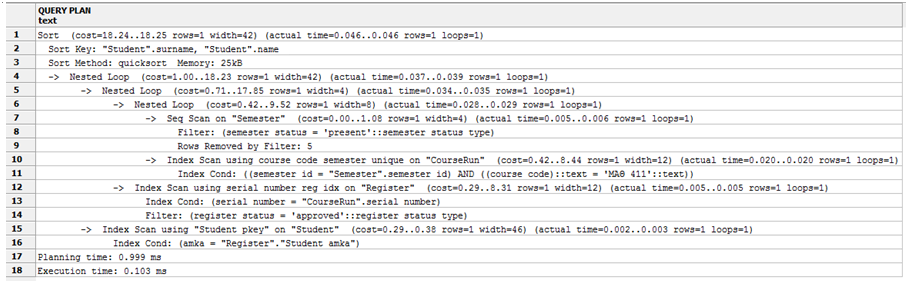 QUERY PLAN
text
1 Sort (cost=18.24..18.25 rows=1 width=42) (actual time=0.046..0.046 rows=1 loops=1)
2 Sort Key: "Student".surname, "Student".name
3 Sort Method: quicksort Memory: 25kB
4 -> Nested Loop (cost=1.00..18.23 rows=1 width=42) (actual time=0.037..0.039 rows=1 loops=1)
5 -> Nested Loop (cost=0.71..17.85 rows=1 width=4) (actual time=0.034..0.035 rows=1 loops=1)
6 -> Nested Loop (cost=0.42..9.52 rows=1 width=8) (actual time=0.028..0.029 rows=1 loops=1)
7 -> Seq Scan on "Semester" (cost=0.00..1.08 rows=1 width=4) (actual time=0.005..0.006 rows=1 loops=1)
8 Filter: (semester status = 'present'::semester status type)
9 Rows Removed by Filter: 5
10 -> Index Scan using course code semester unique on "CourseRun" (cost=0.42..8.44 rows=1 width=12) (actual time=0.020..0.020 rows=1 loops=1)
11 Index Cond: ((semester id = "Semester".semester id) AND ((course code)::text = 'ΜΑΘ 411'::text))
12 -> Index Scan using serial number reg idx on "Register" (cost=0.29..8.31 rows=1 width=12) (actual time=0.005..0.005 rows=1 loops=1)
13 Index Cond: (serial number = "CourseRun".serial number)
14 Filter: (register status = 'approved'::register status type)
15 -> Index Scan using "Student pkey" on "Student" (cost=0.29..0.38 rows=1 width=46) (actual time=0.002..0.003 rows=1 loops=1)
16 Index Cond: (amka = "Register"."Student amka")
17 Planning time: 0.999 ms
18 Execution time: 0.103 ms